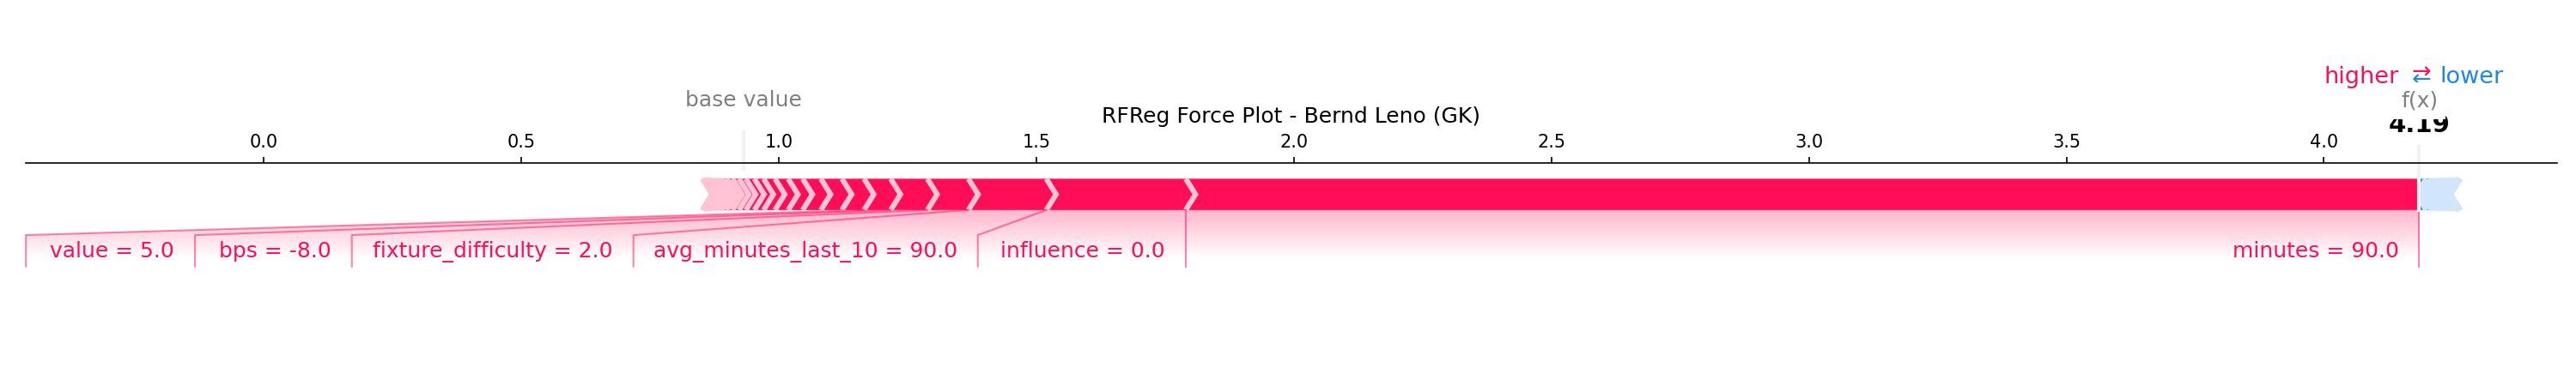 higher ⇄ lower
base value
f(x)
RFReg Force Plot - Bernd Leno (GK)
4.19
0.0 0.5 1.0 1.5 2.0 2.5 3.0 3.5 4.0
value = 5.0 bps = -8.0 fixture_difficulty = 2.0 avg_minutes_last_10 = 90.0 influence = 0.0 minutes = 90.0